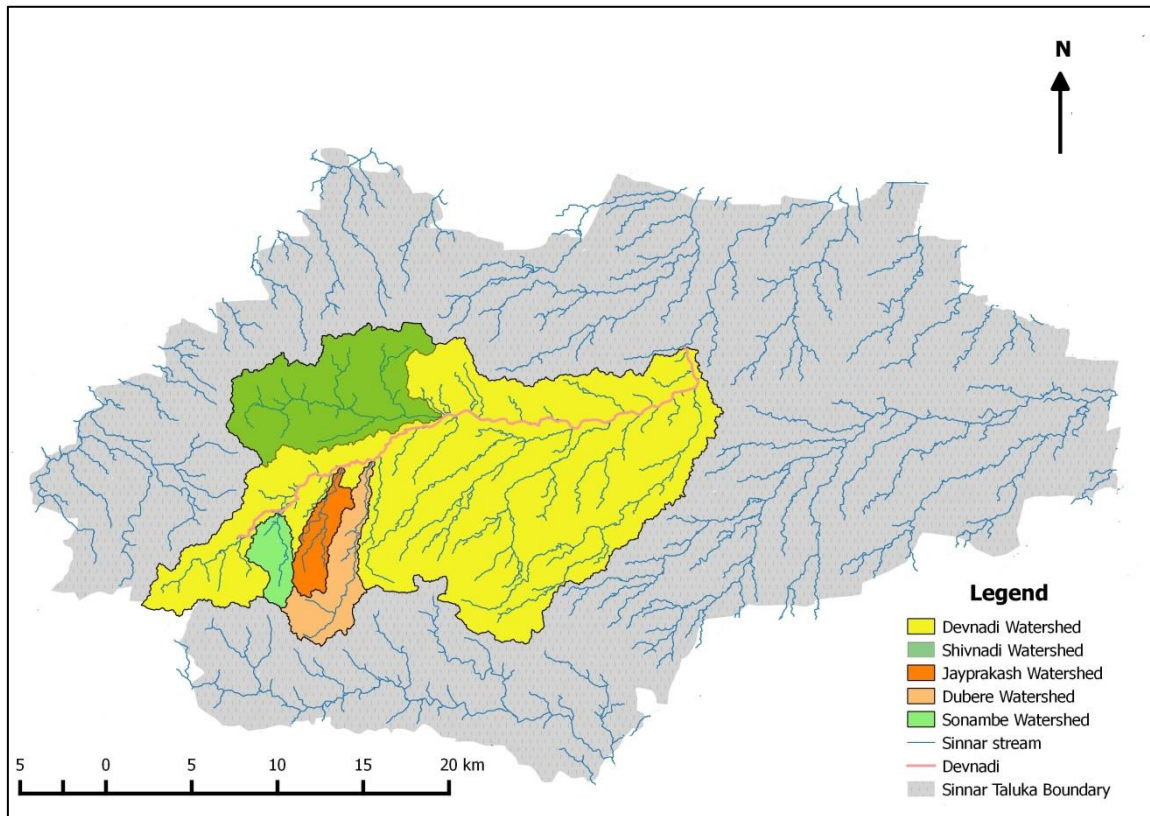 N
Legend
Devnadi Watershed
Shivnadi Watershed
Jayprakash Watershed
Dubere Watershed
Sonambe Watershed
Sinnar stream
Devnadi
Sinnar Taluka Boundary
5 0 5 10 15 20 km